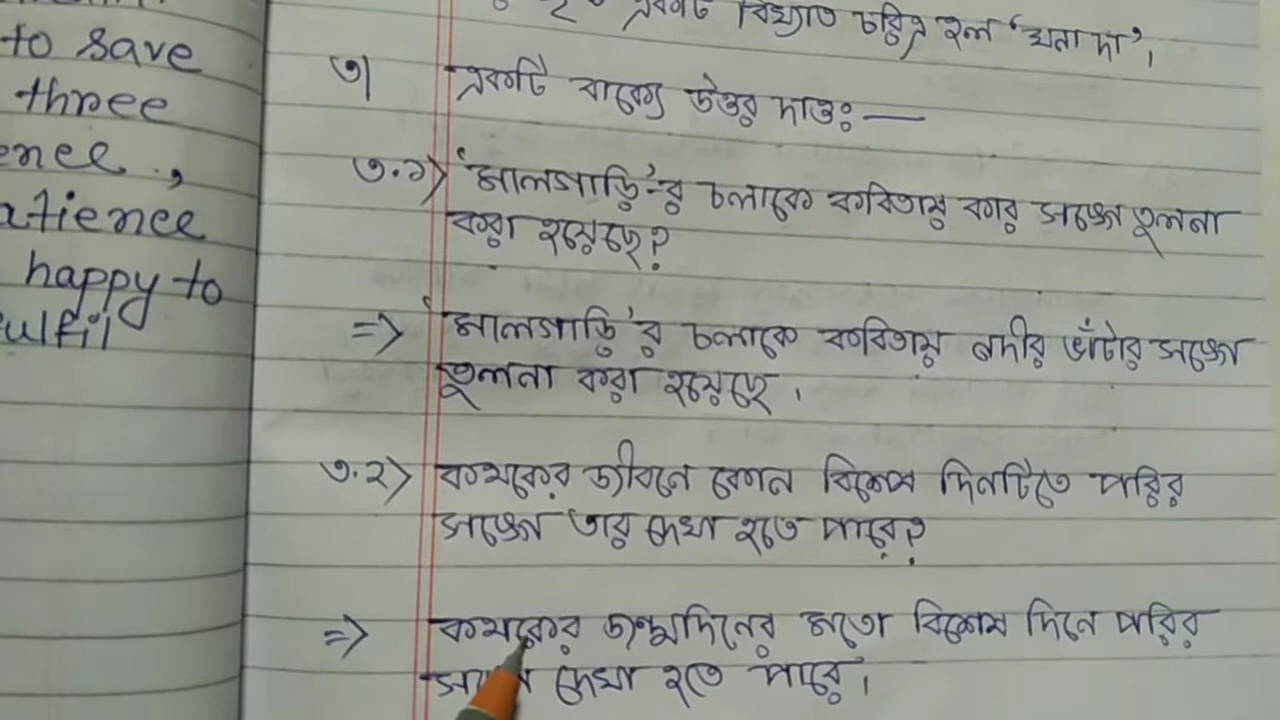 to save
three
ence,
atience
happy to
ulfil
একটি বিখ্যাত চরিত্র হল 'ঘনাদা'।
৩| একটি বাক্যে উত্তর দাওঃ—
৩.১) 'মালগাড়ি'-র চলাকে কবিতায় কার সঙ্গে তুলনা
করা হয়েছে?
=> 'মালগাড়ি'র চলাকে কবিতায় নদীর ভাঁটার সঙ্গে
তুলনা করা হয়েছে।
৩.২) কথকের জীবনে কোন বিশেষ দিনটিতে পরির
সঙ্গে তার দেখা হতে পারে?
=> কথকের জন্মদিনের মতো বিশেষ দিনে পরির
সঙ্গে দেখা হতে পারে।